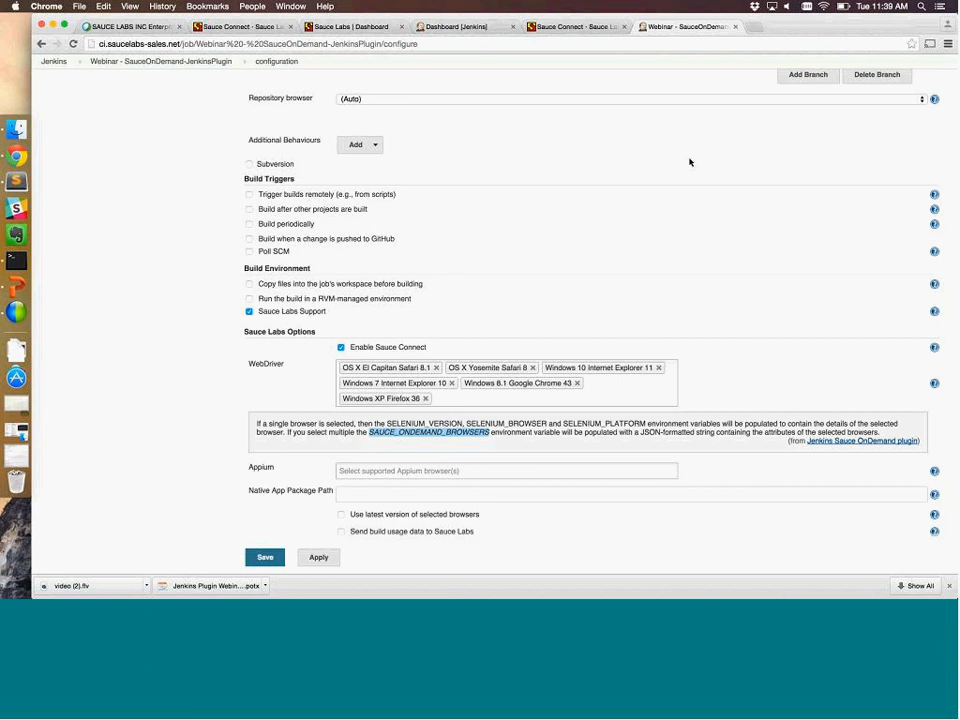 Chrome File Edit View History Bookmarks People Window Help Tue 11:39 AM
SAUCE LABS INC Enterpri Sauce Connect - Sauce La Sauce Labs | Dashboard Dashboard [Jenkins] Sauce Connect - Sauce La Webinar - SauceOnDeman
ci.saucelabs-sales.net/job/Webinar%20-%20SauceOnDemand-JenkinsPlugin/configure
Jenkins Webinar - SauceOnDemand-JenkinsPlugin configuration
Add Branch Delete Branch
Repository browser (Auto)
Additional Behaviours Add
Subversion
Build Triggers
Trigger builds remotely (e.g., from scripts)
Build after other projects are built
Build periodically
Build when a change is pushed to GitHub
Poll SCM
Build Environment
Copy files into the job's workspace before building
Run the build in a RVM-managed environment
Sauce Labs Support
Sauce Labs Options
Enable Sauce Connect
WebDriver OS X El Capitan Safari 8.1 OS X Yosemite Safari 8 Windows 10 Internet Explorer 11
Windows 7 Internet Explorer 10 Windows 8.1 Google Chrome 43
Windows XP Firefox 36
If a single browser is selected, then the SELENIUM_VERSION, SELENIUM_BROWSER and SELENIUM_PLATFORM environment variables will be populated to contain the details of the selected
browser. If you select multiple the SAUCE_ONDEMAND_BROWSERS environment variable will be populated with a JSON-formatted string containing the attributes of the selected browsers.
(from Jenkins Sauce OnDemand plugin)
Appium Select supported Appium browser(s)
Native App Package Path
Use latest version of selected browsers
Send build usage data to Sauce Labs
Save Apply
video (2).flv Jenkins Plugin Webin....potx Show All